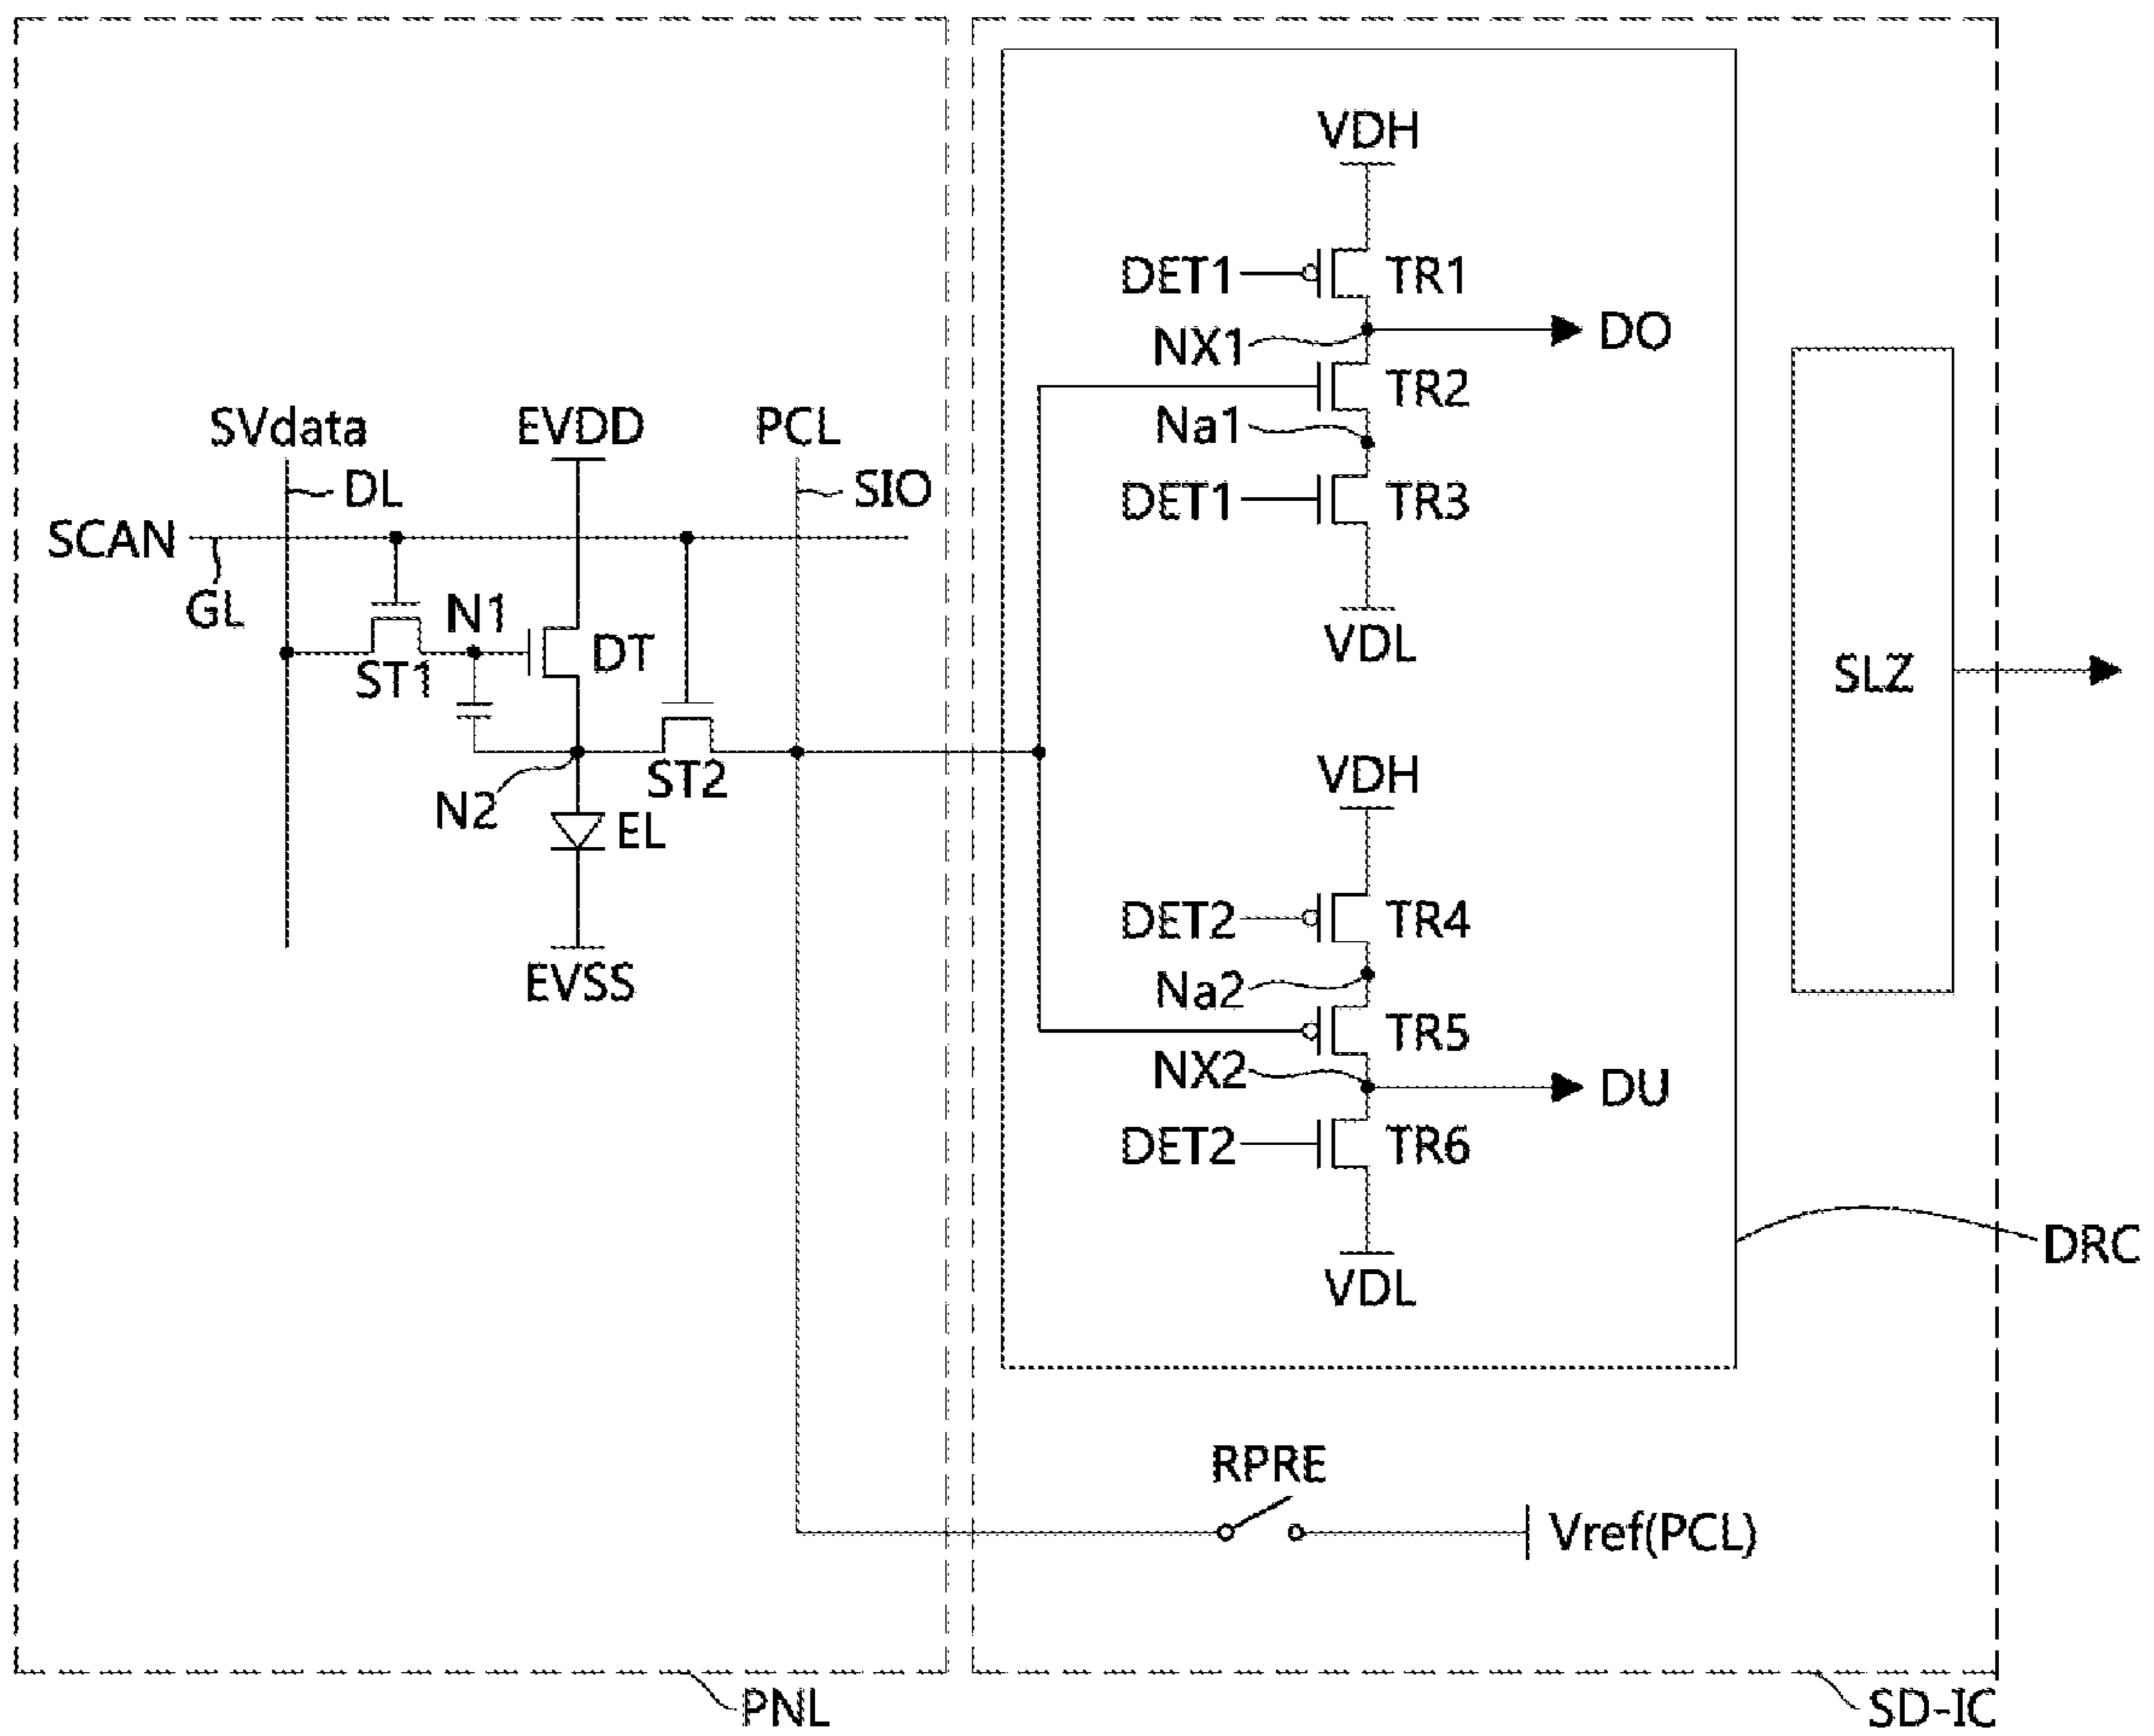 VDH
DET1
TR1
NX1
DO
TR2
Na1
DET1
TR3
VDL
SVdata
EVDD
PCL
DL
SIO
SCAN
GL
N1
DT
ST1
ST2
N2
EL
EVSS
SLZ
VDH
DET2
TR4
Na2
TR5
NX2
DU
DET2
TR6
VDL
DRC
RPRE
Vref(PCL)
PNL
SD-IC